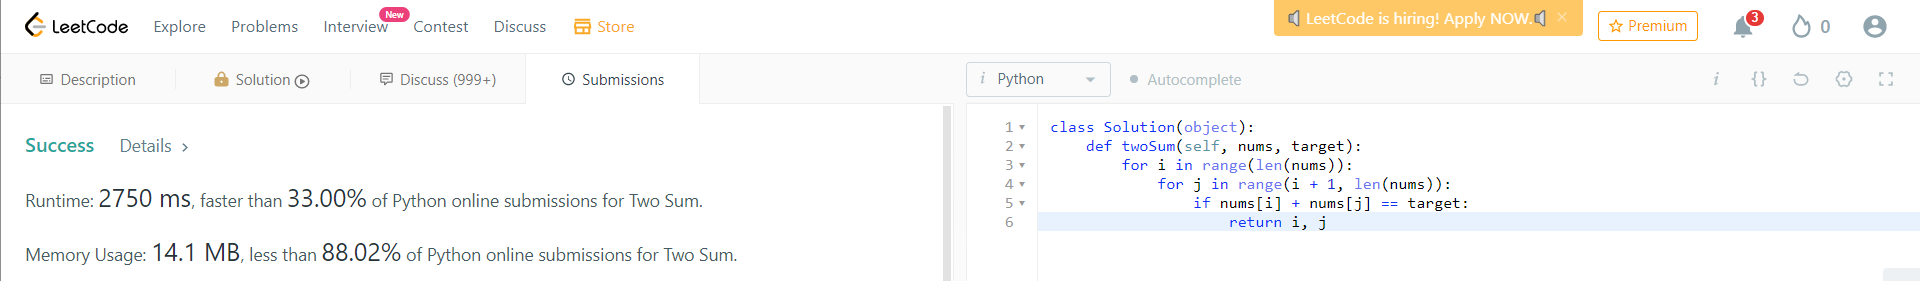 LeetCode Explore Problems Interview New Contest Discuss Store LeetCode is hiring! Apply NOW. × Premium 3 0
Description Solution Discuss (999+) Submissions i Python Autocomplete i {}
Success Details >
Runtime: 2750 ms, faster than 33.00% of Python online submissions for Two Sum.
Memory Usage: 14.1 MB, less than 88.02% of Python online submissions for Two Sum.
1 class Solution(object):
2     def twoSum(self, nums, target):
3         for i in range(len(nums)):
4             for j in range(i + 1, len(nums)):
5                 if nums[i] + nums[j] == target:
6                     return i, j